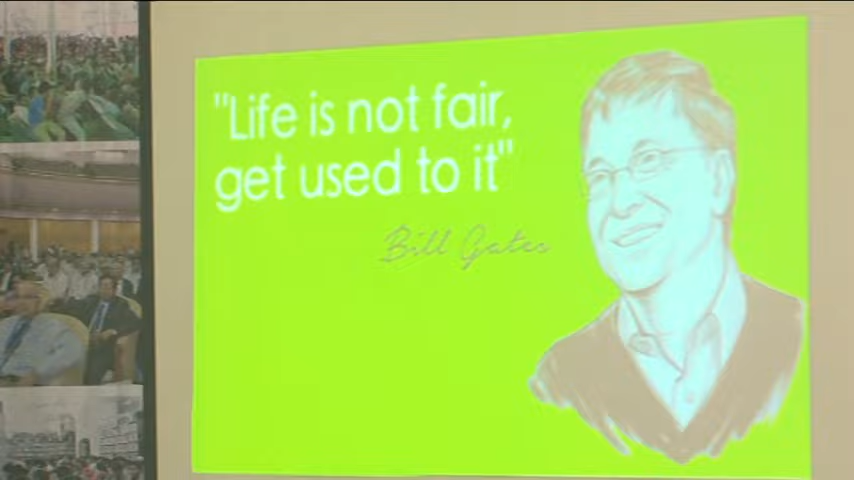 "Life is not fair,
get used to it"
Bill Gates